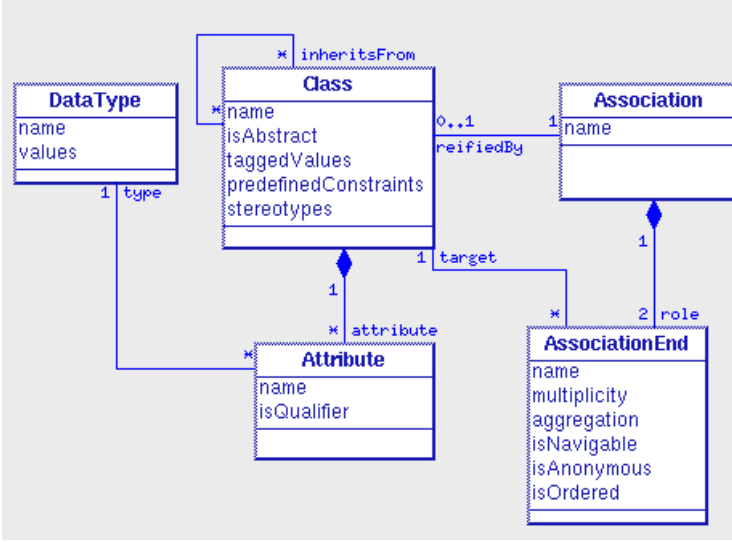 * inheritsFrom
Class
*
name
isAbstract
taggedValues
predefinedConstraints
stereotypes
DataType
name
values
1 type
0..1
reifiedBy
1
Association
name
1 target
1
* attribute
*
Attribute
name
isQualifier
1
*
2 role
AssociationEnd
name
multiplicity
aggregation
isNavigable
isAnonymous
isOrdered